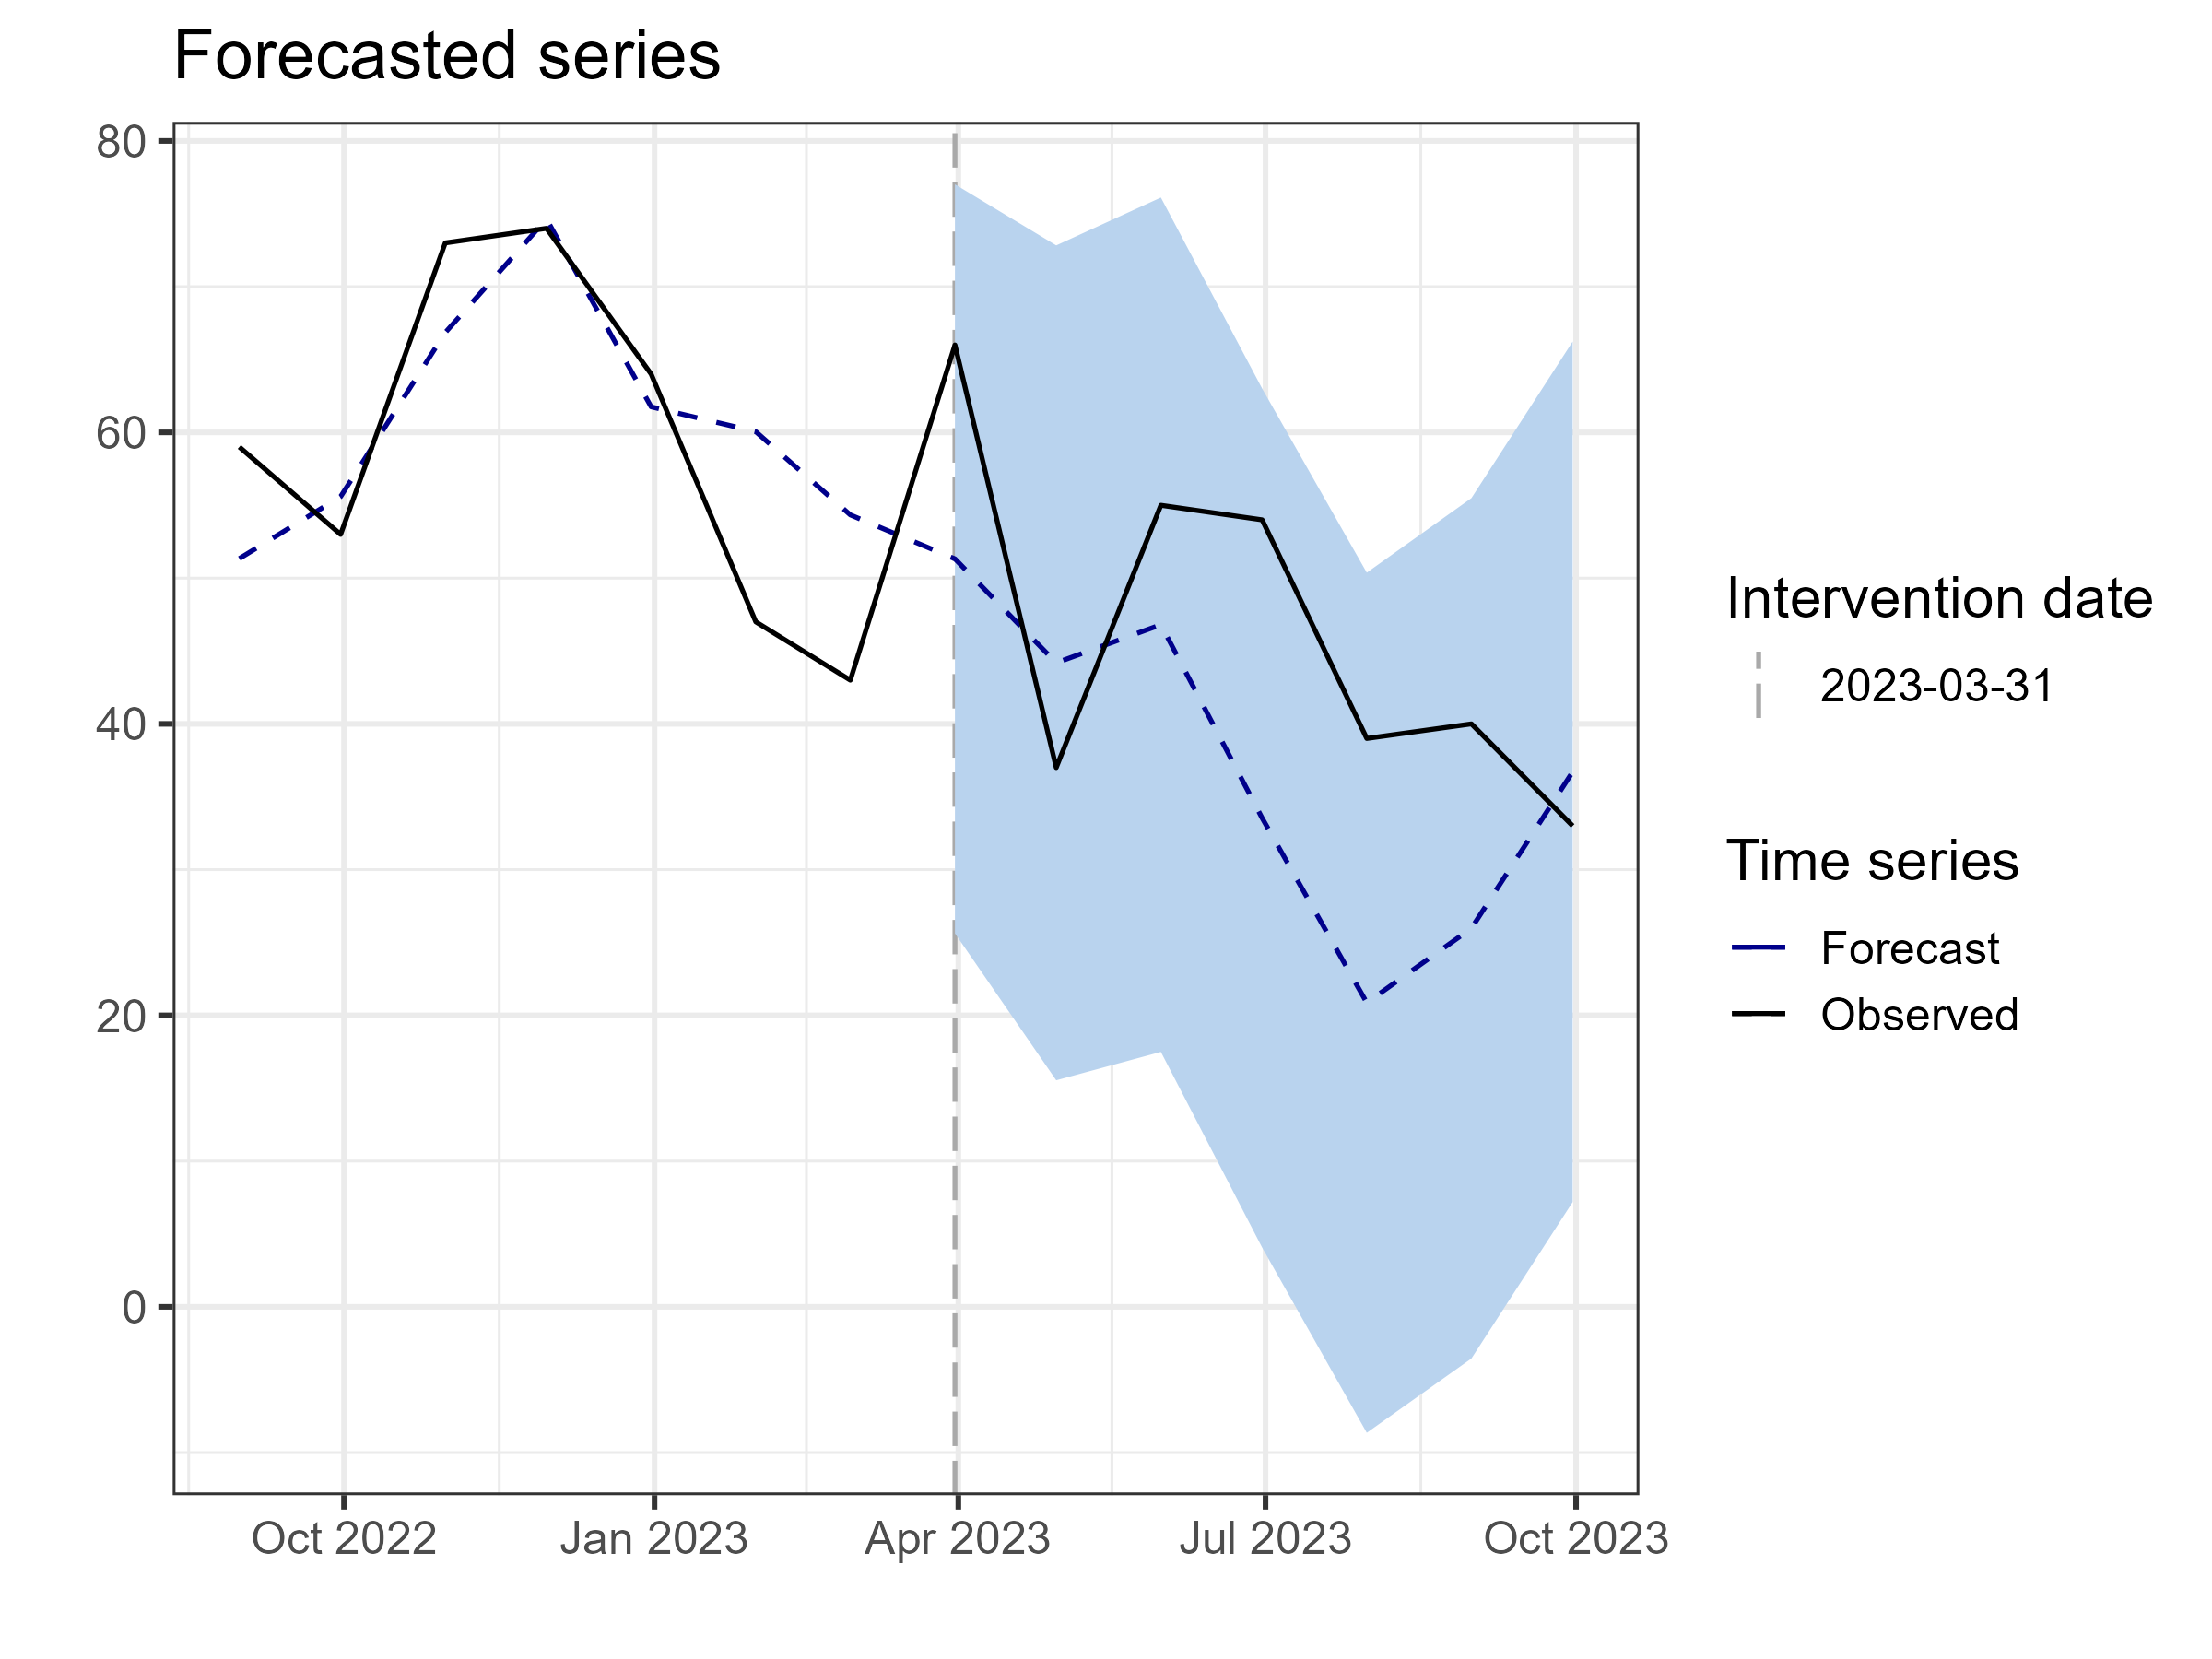 Forecasted series
80
60
40
20
0
Oct 2022
Jan 2023
Apr 2023
Jul 2023
Oct 2023
Intervention date
2023-03-31
Time series
Forecast
Observed